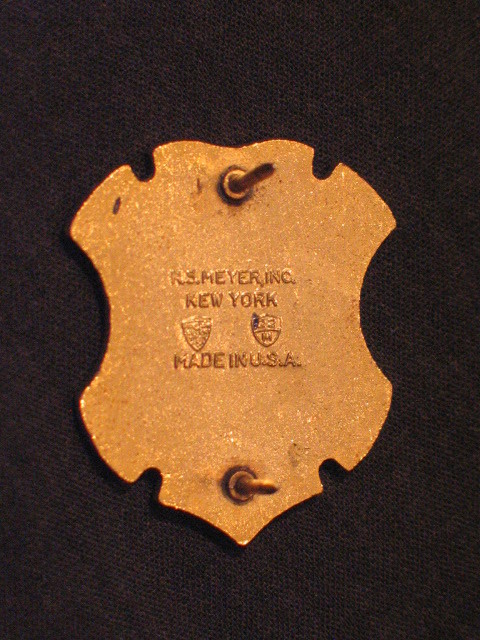 N.S.MEYER,INC.
NEW YORK
M
MADE IN U.S.A.